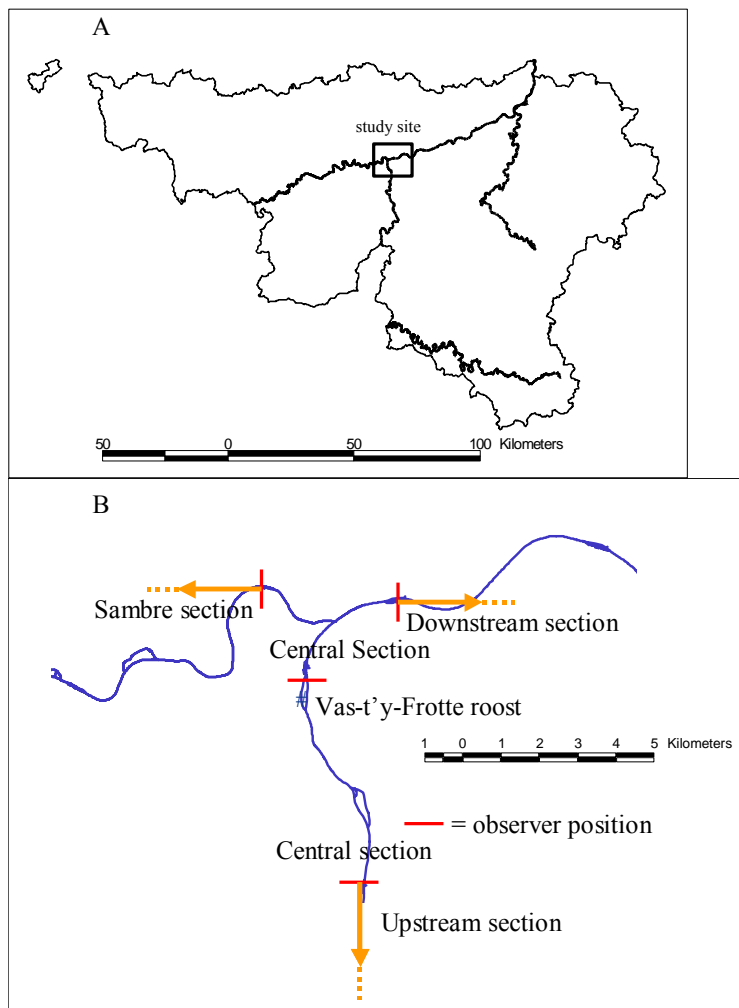 A
study site
50 0 50 100 Kilometers
B
Sambre section
Downstream section
Central Section
Vas-t’y-Frotte roost
1 0 1 2 3 4 5 Kilometers
= observer position
Central section
Upstream section